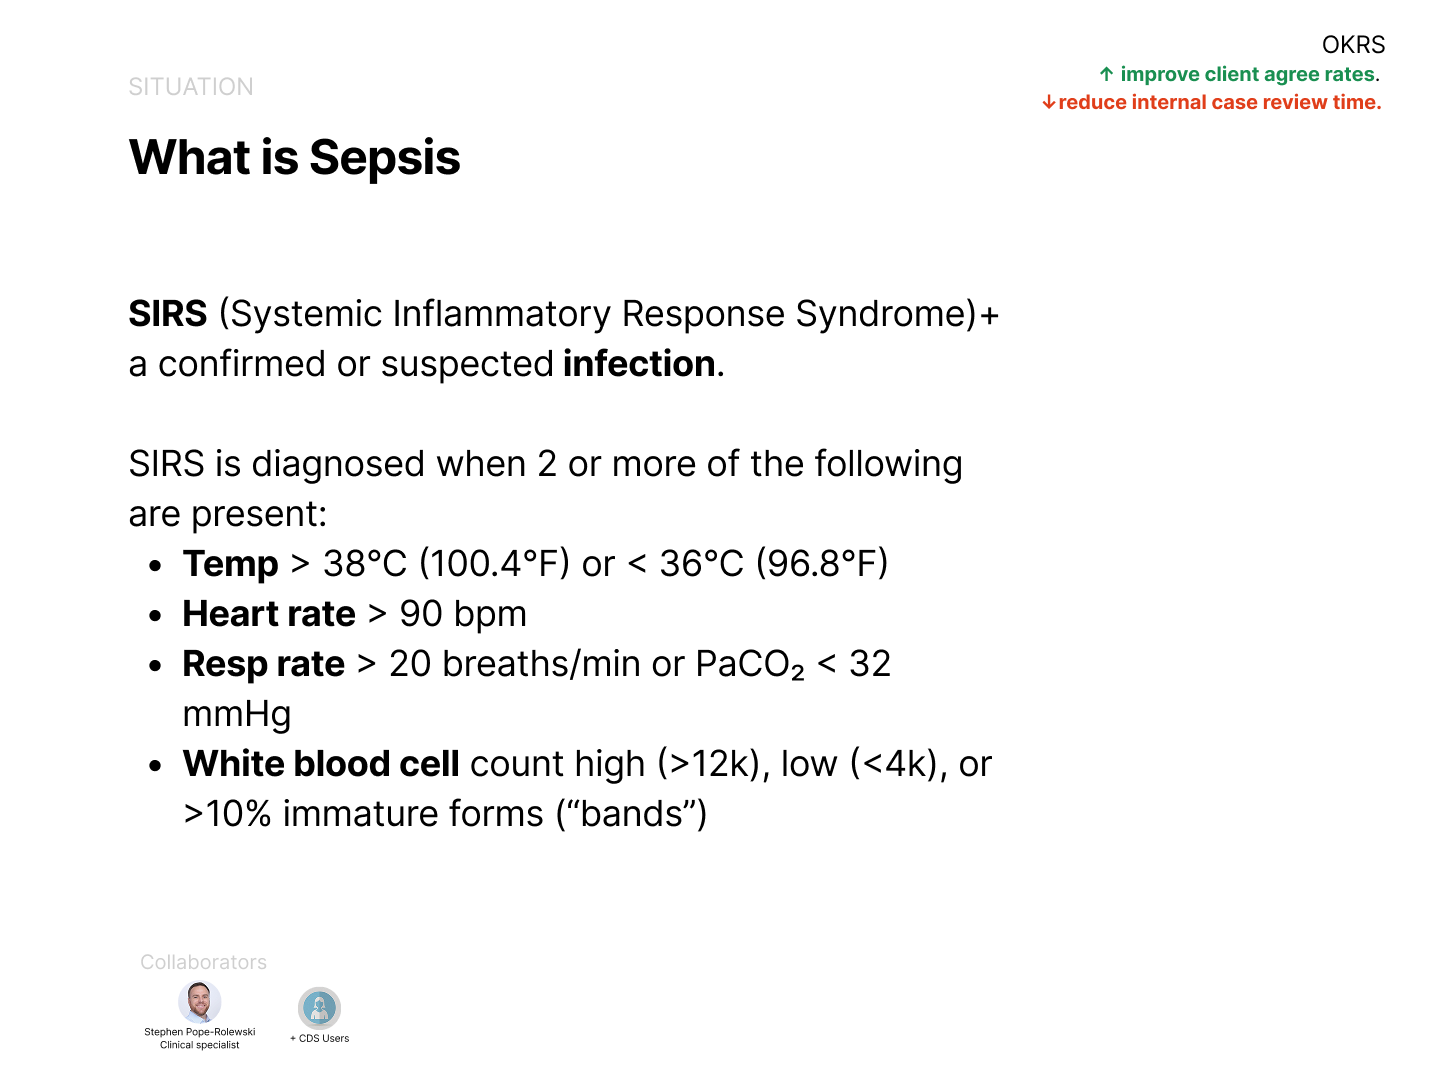 OKRS
↑ improve client agree rates.
↓reduce internal case review time.
SITUATION
What is Sepsis
SIRS (Systemic Inflammatory Response Syndrome)+
a confirmed or suspected infection.
SIRS is diagnosed when 2 or more of the following
are present:
• Temp > 38°C (100.4°F) or < 36°C (96.8°F)
• Heart rate > 90 bpm
• Resp rate > 20 breaths/min or PaCO₂ < 32
mmHg
• White blood cell count high (>12k), low (<4k), or
>10% immature forms (“bands”)
Collaborators
Stephen Pope-Rolewski
Clinical specialist
+ CDS Users